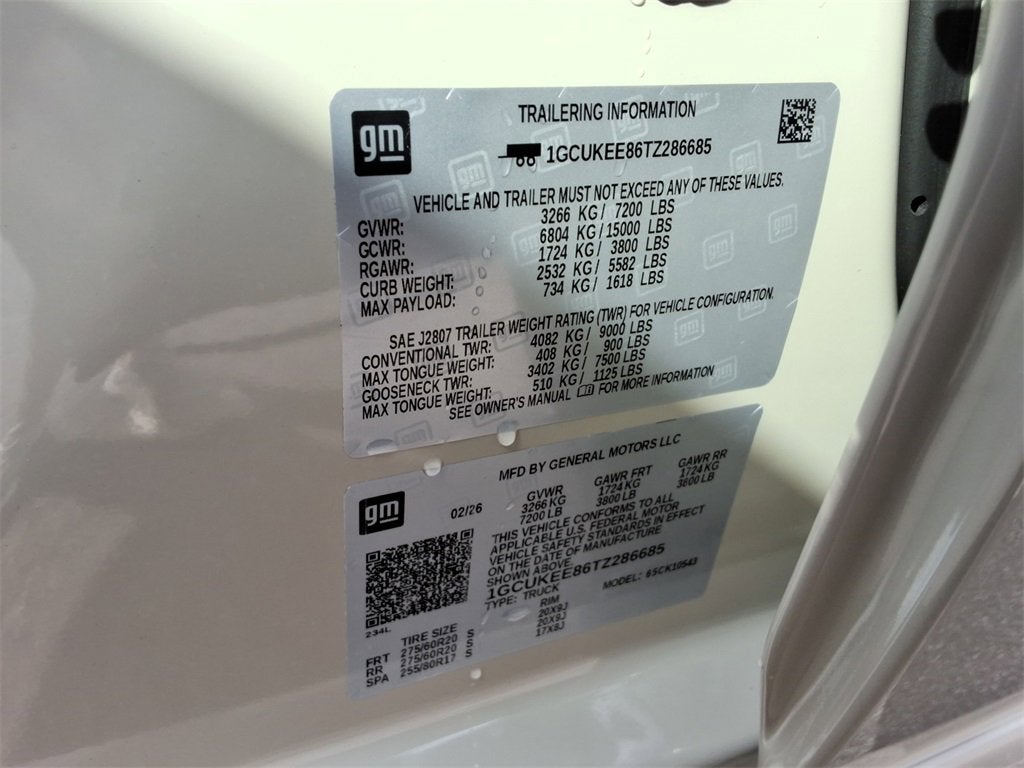 gm
TRAILERING INFORMATION
1GCUKEE86TZ286685
VEHICLE AND TRAILER MUST NOT EXCEED ANY OF THESE VALUES.
GVWR: 3266 KG / 7200 LBS
GCWR: 6804 KG / 15000 LBS
RGAWR: 1724 KG / 3800 LBS
CURB WEIGHT: 2532 KG / 5582 LBS
MAX PAYLOAD: 734 KG / 1618 LBS
SAE J2807 TRAILER WEIGHT RATING (TWR) FOR VEHICLE CONFIGURATION.
CONVENTIONAL TWR: 4082 KG / 9000 LBS
MAX TONGUE WEIGHT: 408 KG / 900 LBS
GOOSENECK TWR: 3402 KG / 7500 LBS
MAX TONGUE WEIGHT: 510 KG / 1125 LBS
SEE OWNER'S MANUAL FOR MORE INFORMATION
gm
MFD BY GENERAL MOTORS LLC
02/26 GVWR GAWR FRT GAWR RR
3266 KG 1724 KG 1724 KG
7200 LB 3800 LB 3800 LB
THIS VEHICLE CONFORMS TO ALL
APPLICABLE U.S. FEDERAL MOTOR
VEHICLE SAFETY STANDARDS IN EFFECT
ON THE DATE OF MANUFACTURE
SHOWN ABOVE.
1GCUKEE86TZ286685
TYPE: TRUCK MODEL: 65CK10543
234L
TIRE SIZE RIM
FRT 275/60R20 S 20X9J
RR 275/60R20 S 20X9J
SPA 255/80R17 S 17X8J